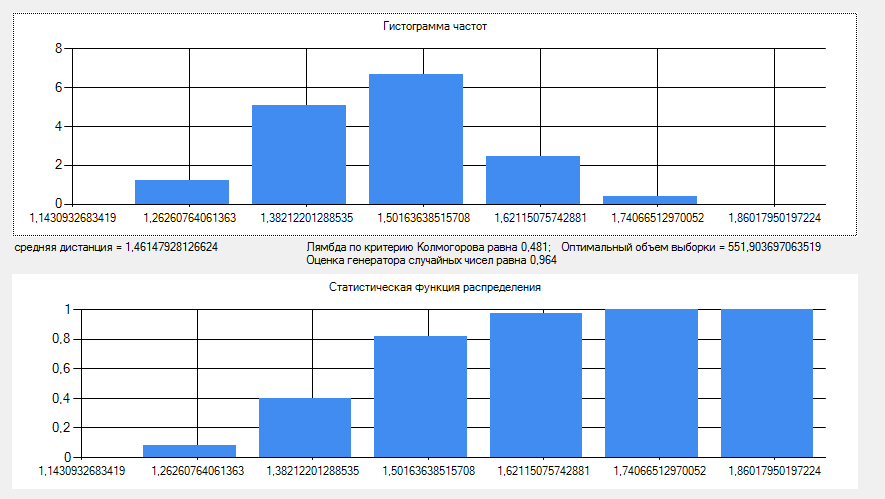 Гистограмма частот
8
6
4
2
0
1,1430932683419 1,26260764061363 1,38212201288535 1,50163638515708 1,62115075742881 1,74066512970052 1,86017950197224
средняя дистанция = 1,46147928126624 Лямбда по критерию Колмогорова равна 0,481; Оптимальный объем выборки = 551,903697063519
Оценка генератора случайных чисел равна 0,964
Статистическая функция распределения
1
0,8
0,6
0,4
0,2
0
1,1430932683419 1,26260764061363 1,38212201288535 1,50163638515708 1,62115075742881 1,74066512970052 1,86017950197224